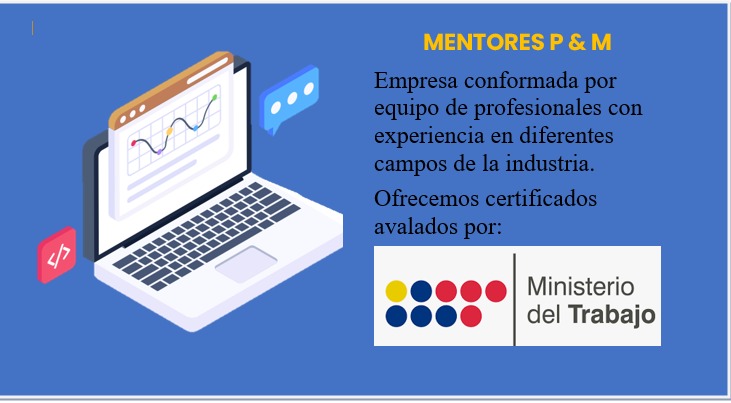 MENTORES P & M
Empresa conformada por
equipo de profesionales con
experiencia en diferentes
campos de la industria.
Ofrecemos certificados
avalados por:
Ministerio
del Trabajo
</>